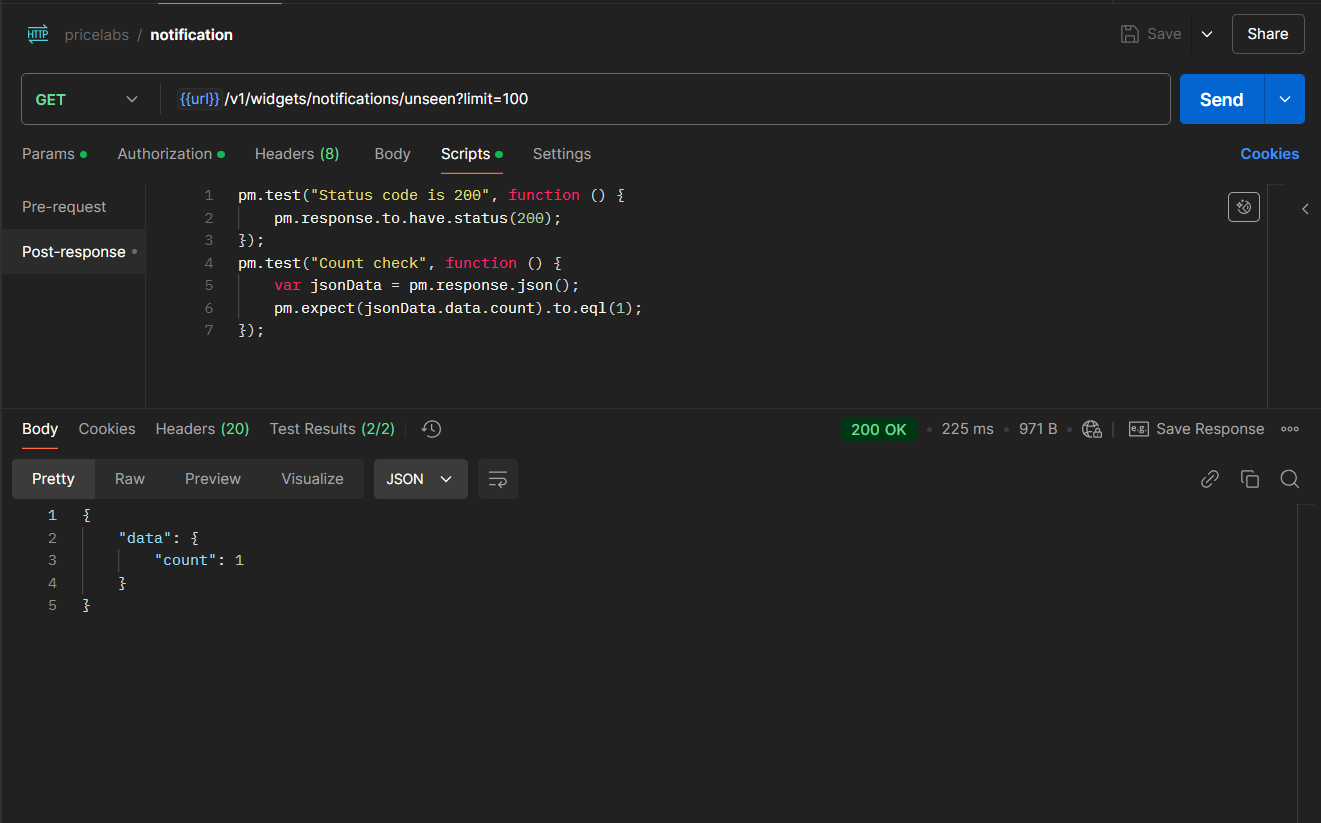 HTTP pricelabs / notification Save Share
GET {{url}} /v1/widgets/notifications/unseen?limit=100 Send
Params Authorization Headers (8) Body Scripts Settings Cookies
Pre-request
Post-response
1 pm.test("Status code is 200", function () {
2 pm.response.to.have.status(200);
3 });
4 pm.test("Count check", function () {
5 var jsonData = pm.response.json();
6 pm.expect(jsonData.data.count).to.eql(1);
7 });
Body Cookies Headers (20) Test Results (2/2) 200 OK 225 ms 971 B e.g. Save Response
Pretty Raw Preview Visualize JSON
1 {
2 "data": {
3 "count": 1
4 }
5 }